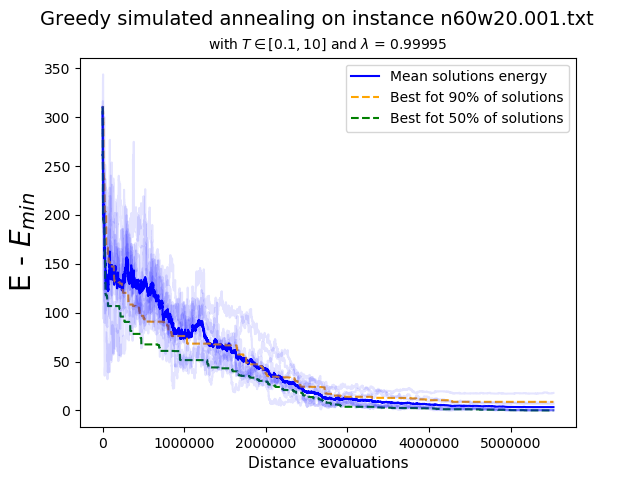 Greedy simulated annealing on instance n60w20.001.txt
with T ∈ [0.1, 10] and λ = 0.99995
Mean solutions energy
Best fot 90% of solutions
Best fot 50% of solutions
E - E_min
350
300
250
200
150
100
50
0
0 1000000 2000000 3000000 4000000 5000000
Distance evaluations